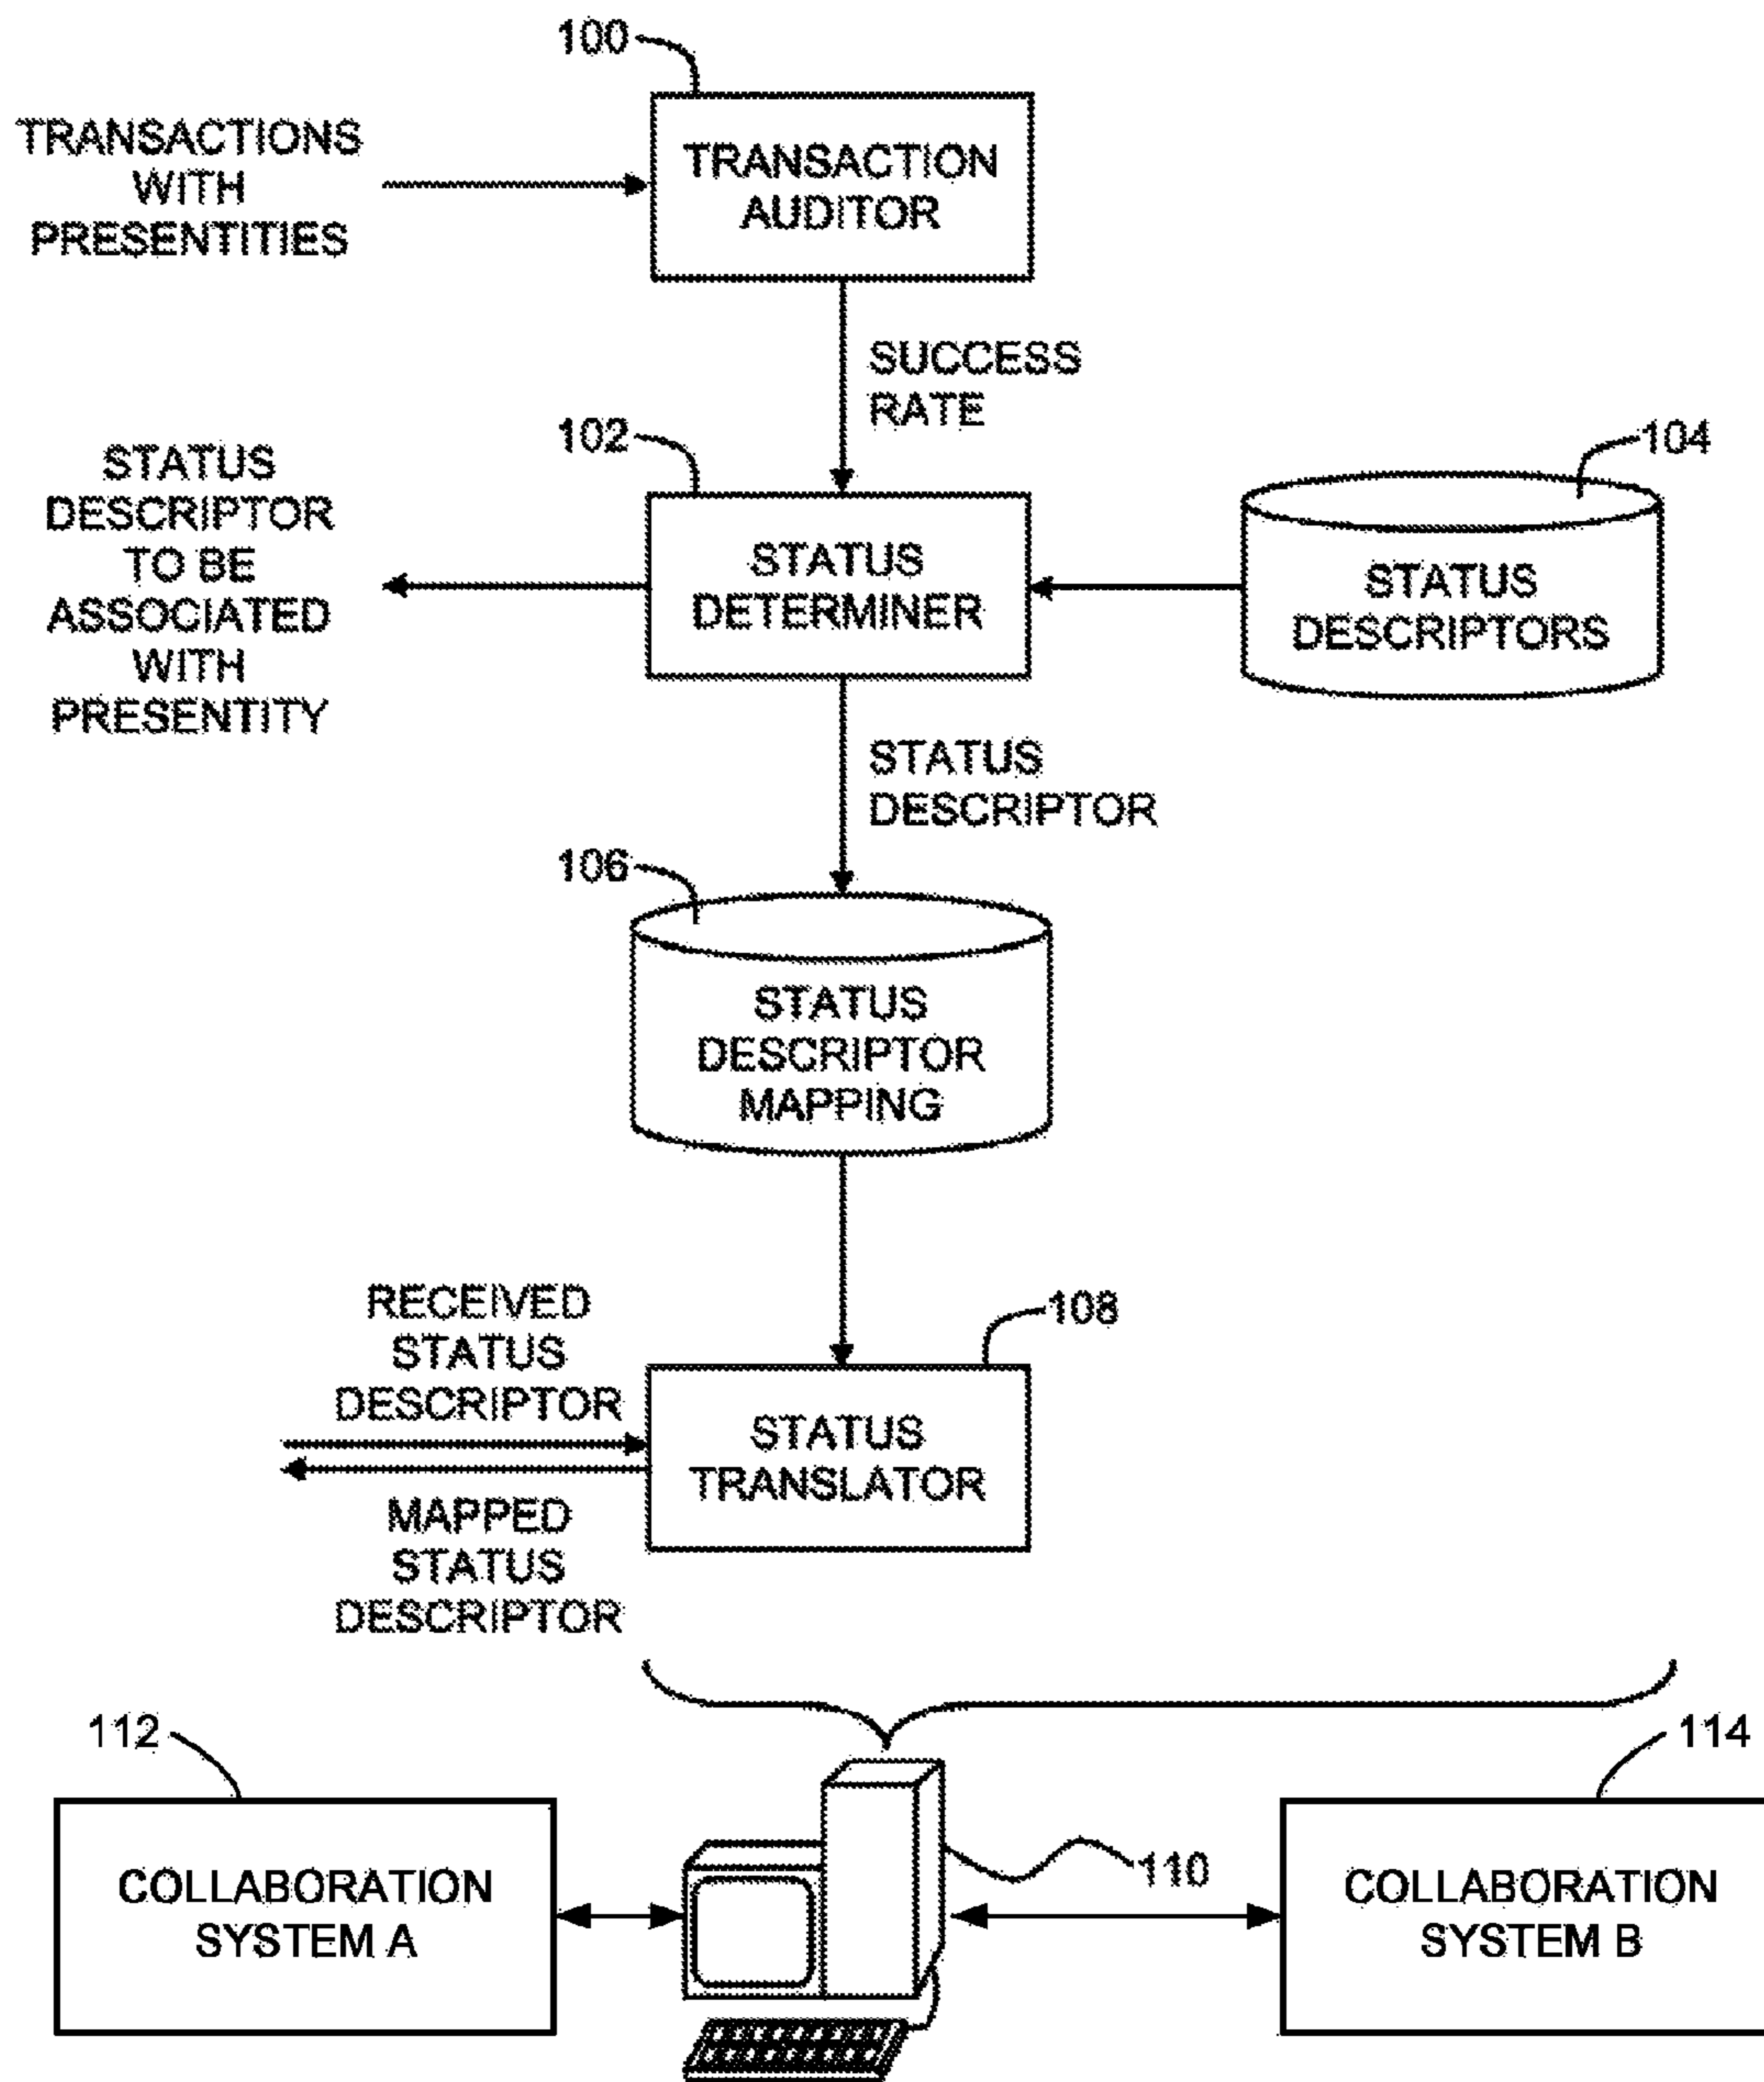 100
TRANSACTIONS
WITH
PRESENTITIES
TRANSACTION
AUDITOR
SUCCESS
RATE
102
104
STATUS
DESCRIPTOR
TO BE
ASSOCIATED
WITH
PRESENTITY
STATUS
DETERMINER
STATUS
DESCRIPTORS
STATUS
DESCRIPTOR
106
STATUS
DESCRIPTOR
MAPPING
RECEIVED
STATUS
DESCRIPTOR
108
STATUS
TRANSLATOR
MAPPED
STATUS
DESCRIPTOR
112
114
110
COLLABORATION
SYSTEM A
COLLABORATION
SYSTEM B